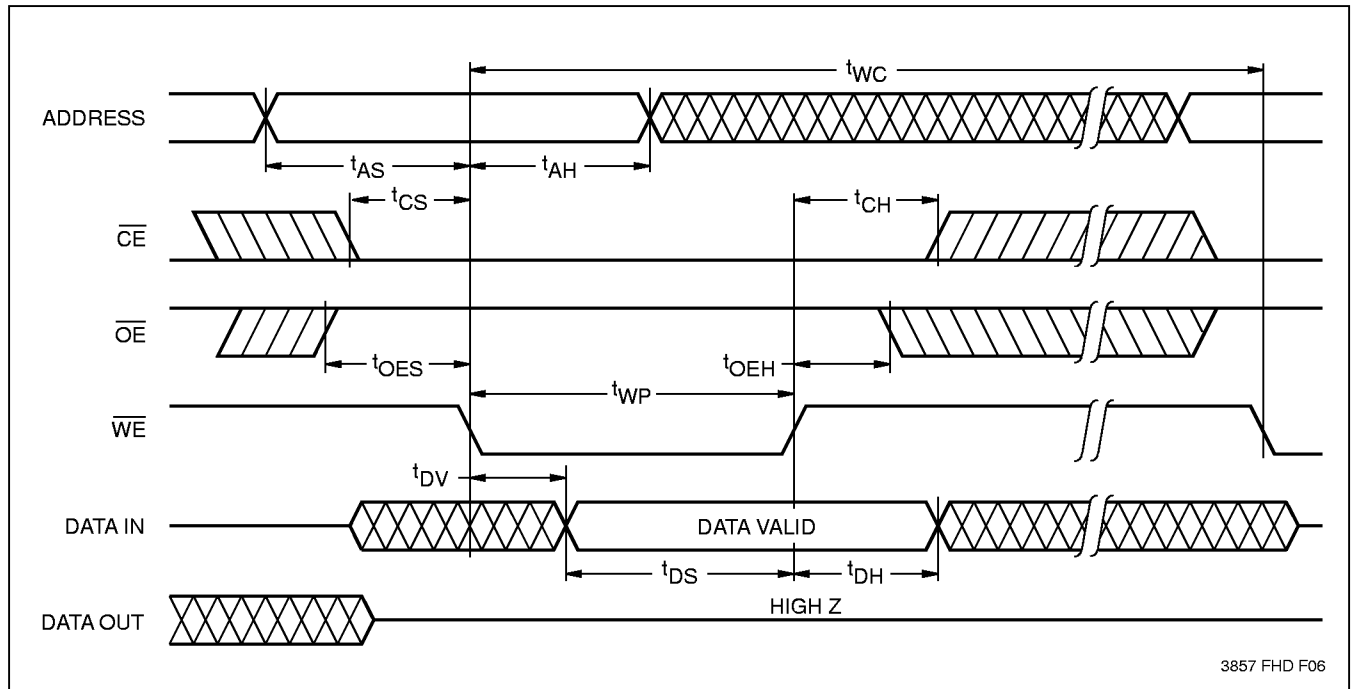 tWC
ADDRESS
tAS
tAH
tCS
tCH
CE
OE
tOES
tOEH
tWP
WE
tDV
DATA IN
DATA VALID
tDS
tDH
HIGH Z
DATA OUT
3857 FHD F06